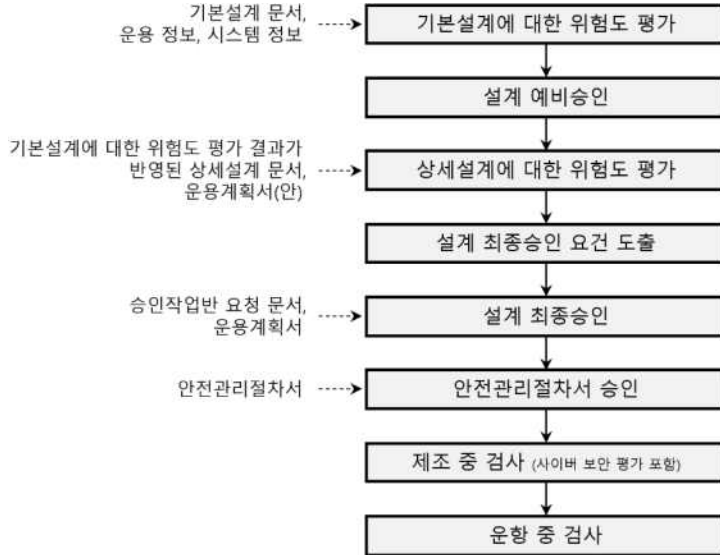 기본설계 문서,
운용 정보, 시스템 정보
기본설계에 대한 위험도 평가
설계 예비승인
기본설계에 대한 위험도 평가 결과가
반영된 상세설계 문서,
운용계획서(안)
상세설계에 대한 위험도 평가
설계 최종승인 요건 도출
승인작업반 요청 문서,
운용계획서
설계 최종승인
안전관리절차서
안전관리절차서 승인
제조 중 검사 (사이버 보안 평가 포함)
운항 중 검사